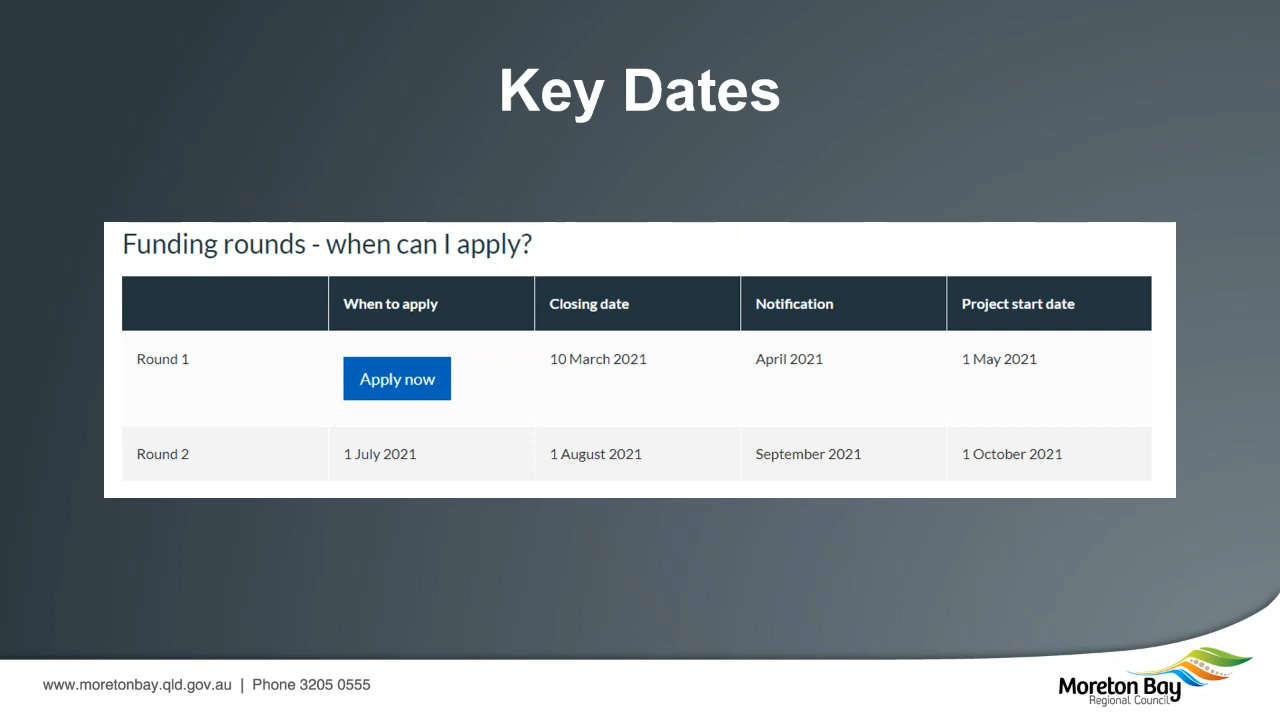 Key Dates
Funding rounds - when can I apply?
When to apply Closing date Notification Project start date
Round 1 Apply now 10 March 2021 April 2021 1 May 2021
Round 2 1 July 2021 1 August 2021 September 2021 1 October 2021
www.moretonbay.qld.gov.au | Phone 3205 0555
Moreton Bay
Regional Council